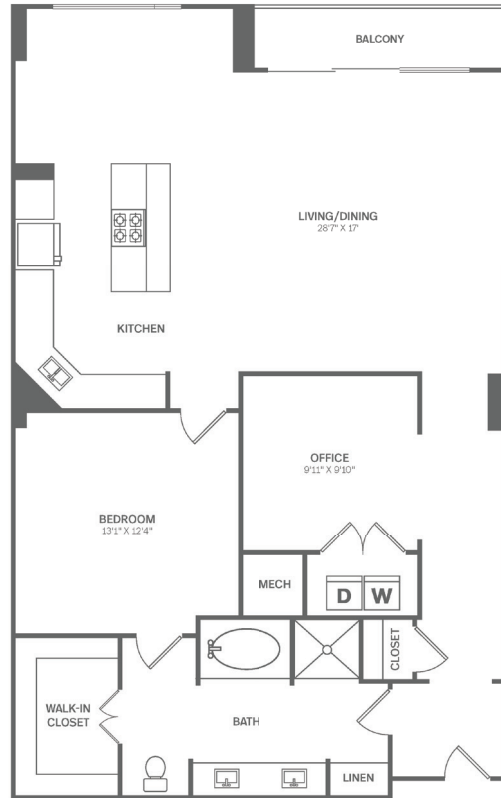 BALCONY
LIVING/DINING
28'7" X 17'
KITCHEN
OFFICE
9'11" X 9'10"
BEDROOM
13'1" X 12'4"
MECH
D
W
CLOSET
WALK-IN
CLOSET
BATH
LINEN